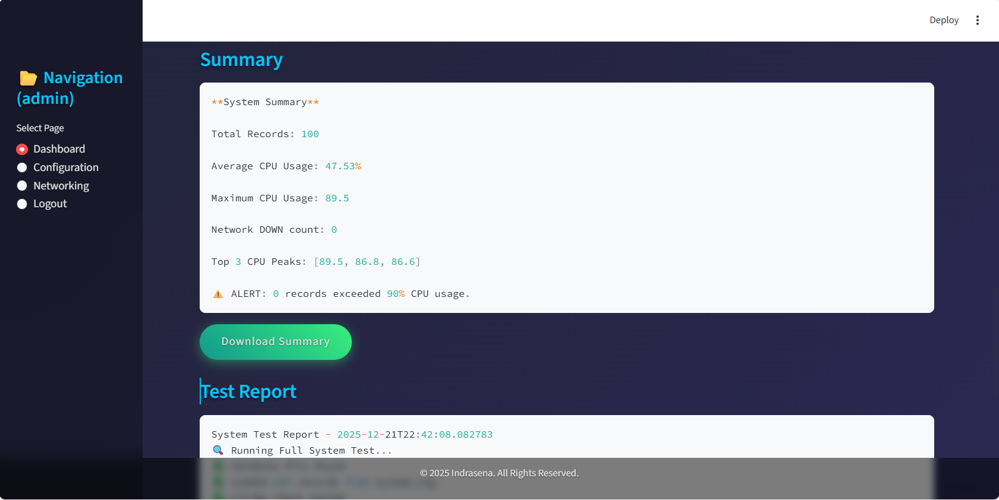 Deploy
Navigation
(admin)
Select Page
Dashboard
Configuration
Networking
Logout
Summary
**System Summary**
Total Records: 100
Average CPU Usage: 47.53%
Maximum CPU Usage: 89.5
Network DOWN count: 0
Top 3 CPU Peaks: [89.5, 86.8, 86.6]
⚠️ ALERT: 0 records exceeded 90% CPU usage.
Download Summary
Test Report
System Test Report - 2025-12-21T22:42:08.082783
🔍 Running Full System Test...
© 2025 Indrasena. All Rights Reserved.